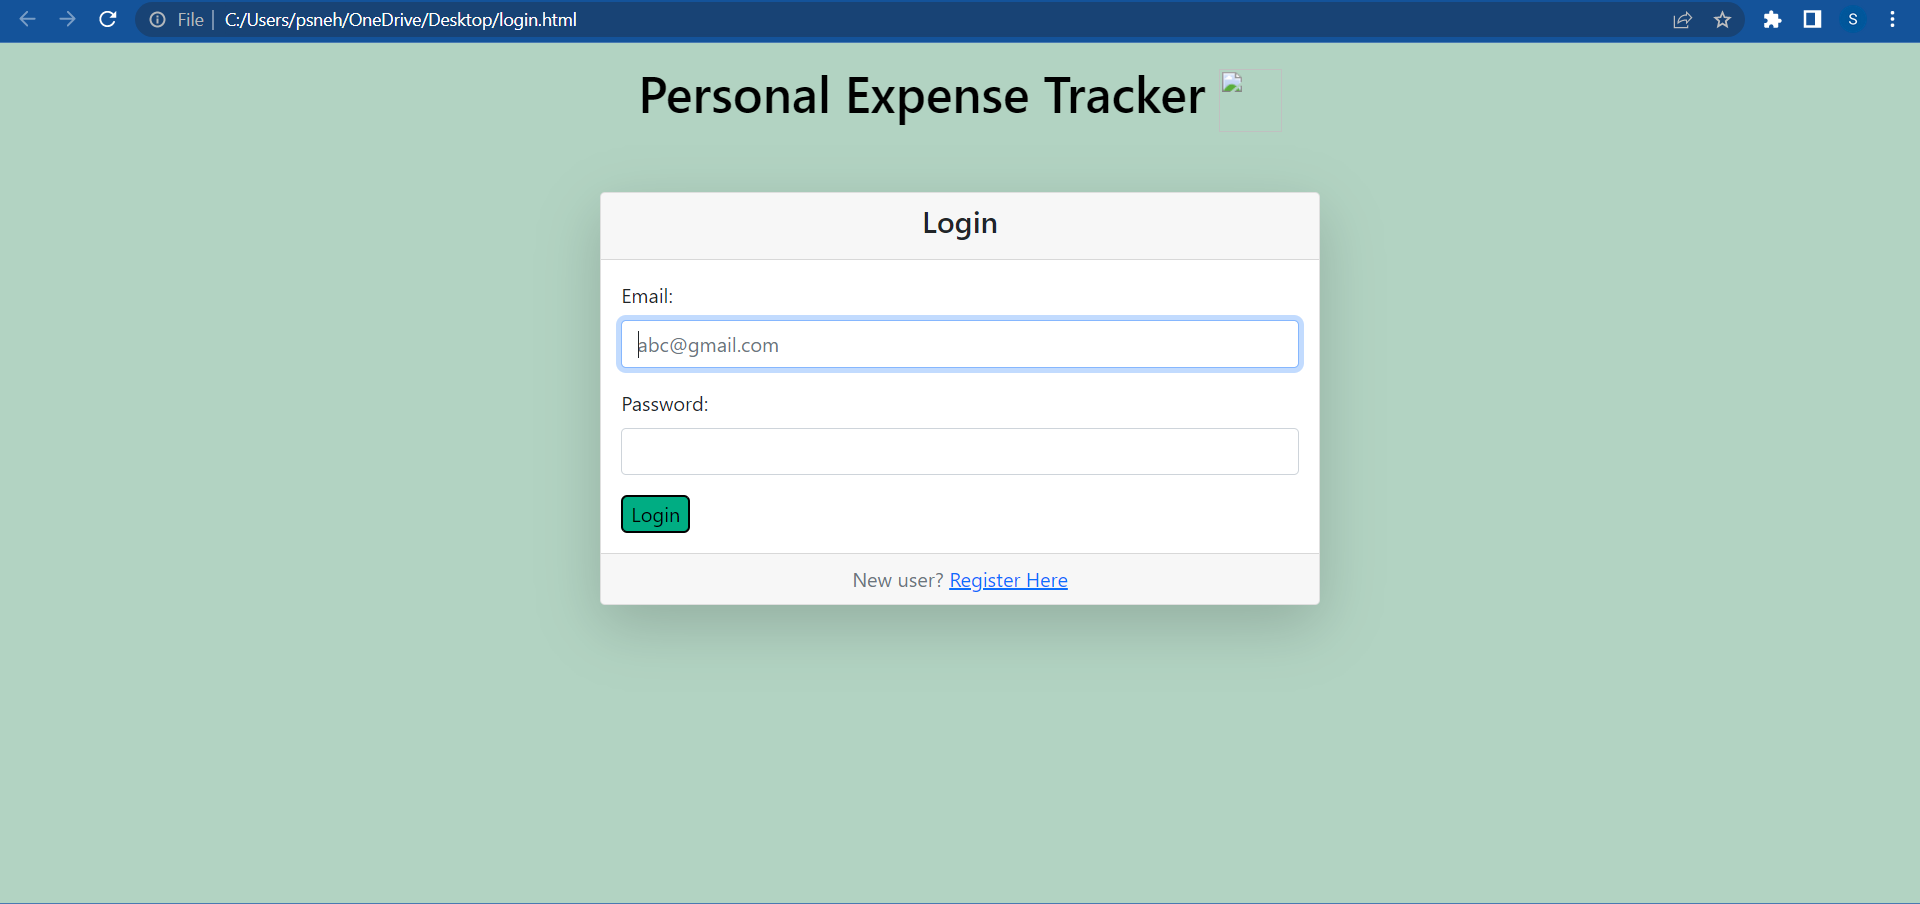 File | C:/Users/psneh/OneDrive/Desktop/login.html
S
Personal Expense Tracker
Login
Email:
abc@gmail.com
Password:
Login
New user? Register Here